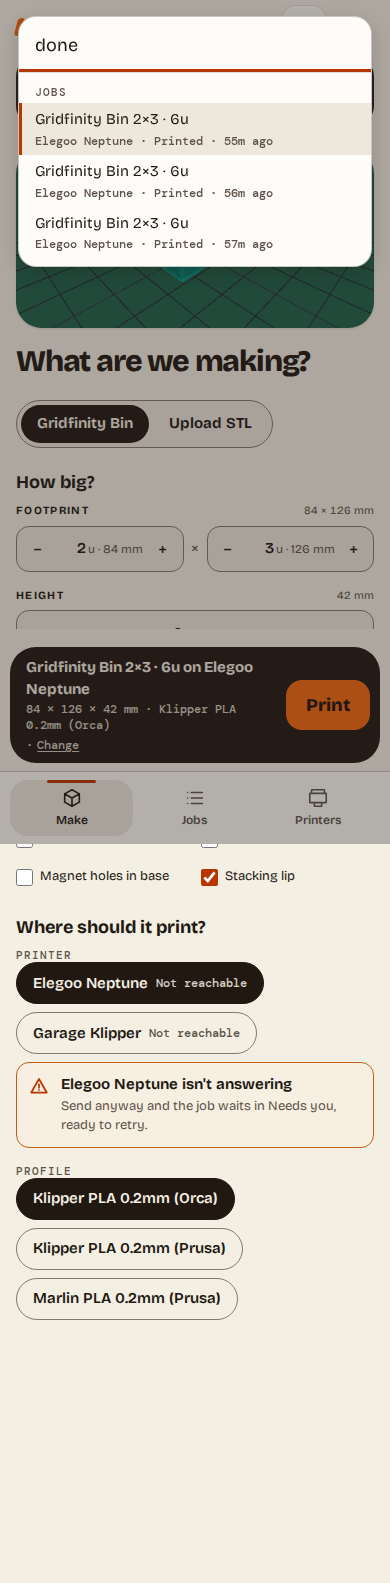 done
JOBS
Gridfinity Bin 2×3 · 6u
Elegoo Neptune · Printed · 55m ago
Gridfinity Bin 2×3 · 6u
Elegoo Neptune · Printed · 56m ago
Gridfinity Bin 2×3 · 6u
Elegoo Neptune · Printed · 57m ago
What are we making?
Gridfinity Bin Upload STL
How big?
FOOTPRINT 84 × 126 mm
− 2 u · 84 mm + × − 3 u · 126 mm +
HEIGHT 42 mm
Gridfinity Bin 2×3 · 6u on Elegoo
Neptune
84 × 126 × 42 mm · Klipper PLA
0.2mm (Orca)
· Change
Print
Make Jobs Printers
Magnet holes in base Stacking lip
Where should it print?
PRINTER
Elegoo Neptune Not reachable
Garage Klipper Not reachable
Elegoo Neptune isn't answering
Send anyway and the job waits in Needs you,
ready to retry.
PROFILE
Klipper PLA 0.2mm (Orca)
Klipper PLA 0.2mm (Prusa)
Marlin PLA 0.2mm (Prusa)